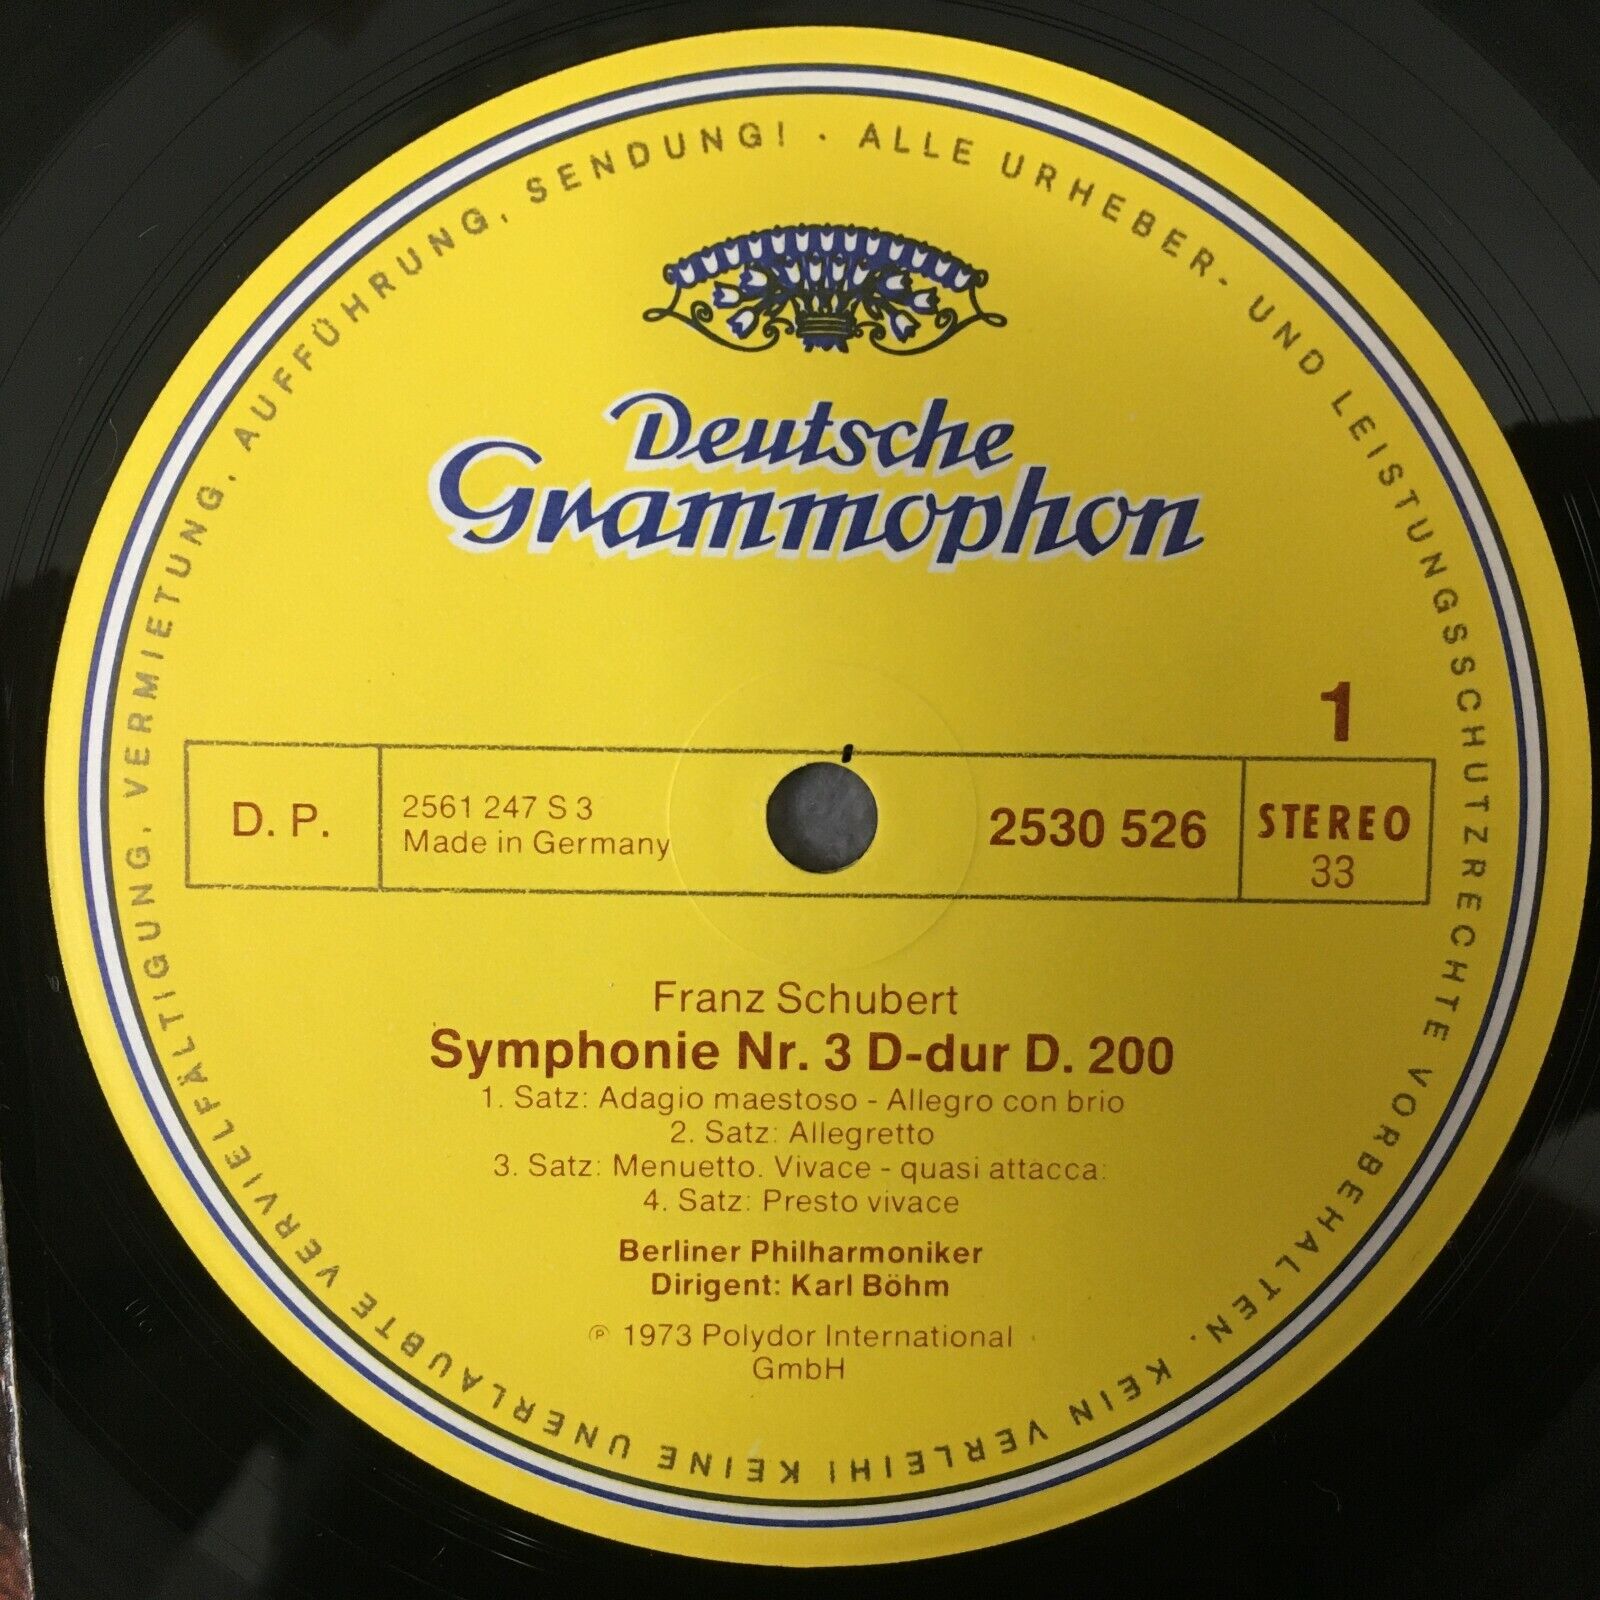 ALLE URHEBER- UND LEISTUNGSSCHUTZRECHTE VORBEHALTEN. KEIN VERLEIH! KEINE UNERLAUBTE VERVIELFÄLTIGUNG, VERMIETUNG, AUFFÜHRUNG, SENDUNG! ·
Deutsche
Grammophon
1
D. P.
2561 247 S 3
Made in Germany
2530 526
STEREO
33
Franz Schubert
Symphonie Nr. 3 D-dur D. 200
1. Satz: Adagio maestoso - Allegro con brio
2. Satz: Allegretto
3. Satz: Menuetto. Vivace - quasi attacca:
4. Satz: Presto vivace
Berliner Philharmoniker
Dirigent: Karl Böhm
℗ 1973 Polydor International
GmbH